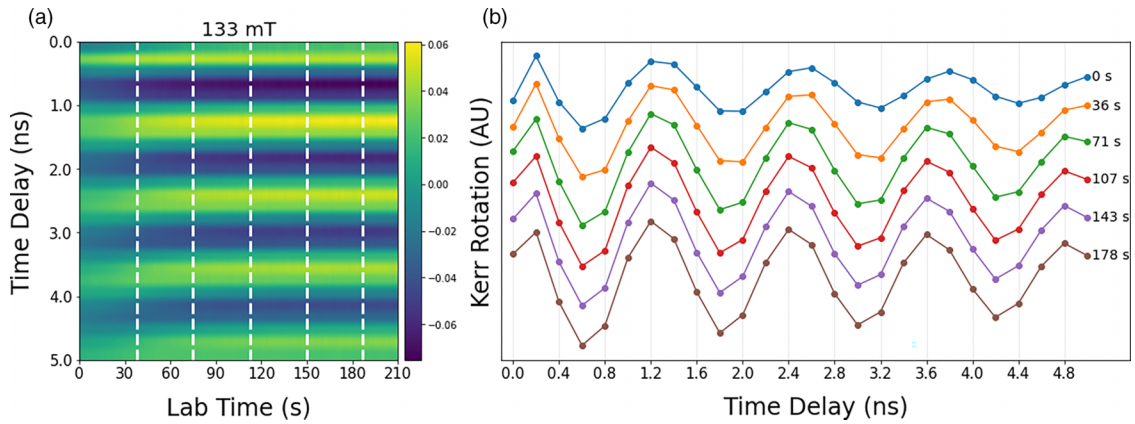 (a)
133 mT
0.0
1.0
2.0
3.0
4.0
5.0
Time Delay (ns)
0 30 60 90 120 150 180 210
Lab Time (s)
0.06
0.04
0.02
0.00
−0.02
−0.04
−0.06
(b)
Kerr Rotation (AU)
0 s
36 s
71 s
107 s
143 s
178 s
0.0 0.4 0.8 1.2 1.6 2.0 2.4 2.8 3.2 3.6 4.0 4.4 4.8
Time Delay (ns)